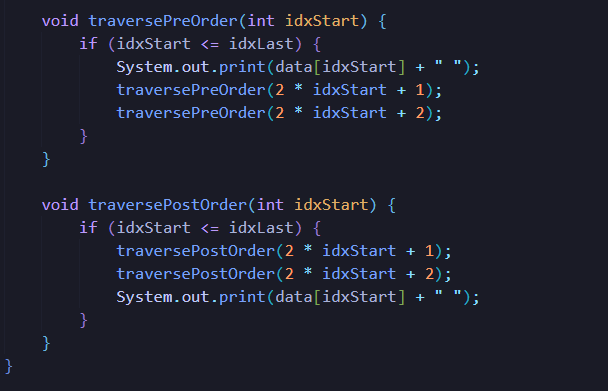 void traversePreOrder(int idxStart) {
if (idxStart <= idxLast) {
System.out.print(data[idxStart] + " ");
traversePreOrder(2 * idxStart + 1);
traversePreOrder(2 * idxStart + 2);
}
}
void traversePostOrder(int idxStart) {
if (idxStart <= idxLast) {
traversePostOrder(2 * idxStart + 1);
traversePostOrder(2 * idxStart + 2);
System.out.print(data[idxStart] + " ");
}
}
}